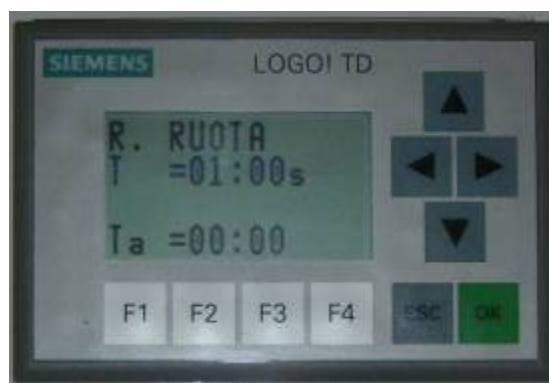 SIEMENS LOGO! TD
R. RUOTA
T =01:00s
Ta =00:00
F1 F2 F3 F4 ESC OK